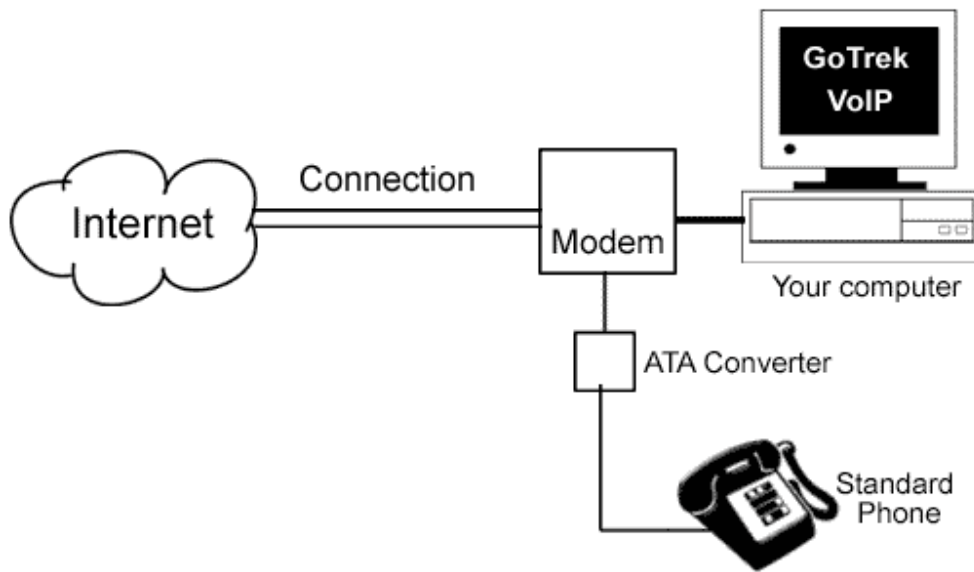 GoTrek
VoIP
Connection
Internet
Modem
Your computer
ATA Converter
Standard
Phone